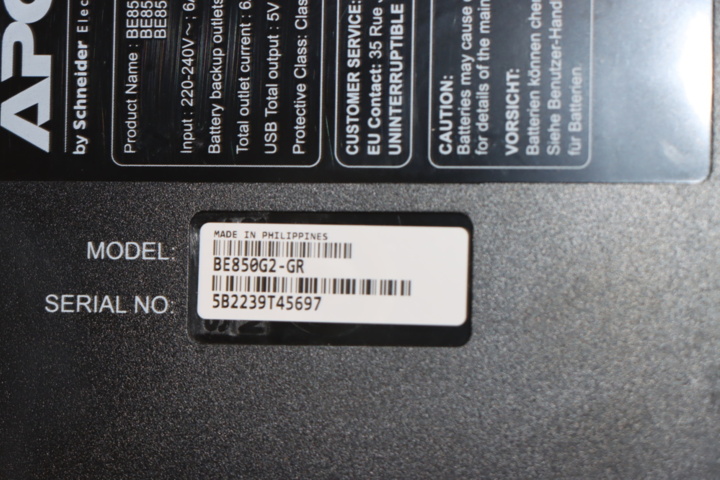 APC
by Schneider Elec
Product Name : BE85
BE85
BE85
Input : 220-240V ~ ; 6A
Battery backup outlets
Total outlet current : 6.
USB Total output : 5V
Protective Class: Clas
CUSTOMER SERVICE:
EU Contact: 35 Rue J
UNINTERRUPTIBLE
CAUTION:
Batteries may cause
for details of the main
VORSICHT:
Batterien können chem
Siehe Benutzer-Hand
für Batterien.
MODEL:
SERIAL NO:
MADE IN PHILIPPINES
BE850G2-GR
5B2239T45697